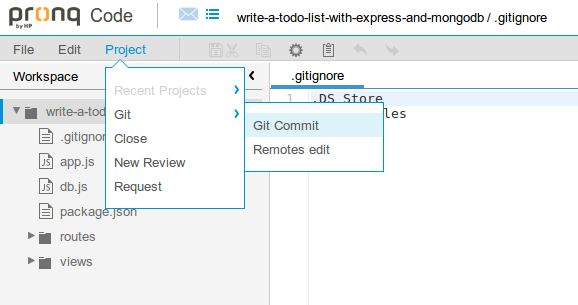 pronq Code
by HP
write-a-todo-list-with-express-and-mongodb / .gitignore
File Edit Project
Workspace
.gitignore
Recent Projects
Git
Close
New Review
Request
Git Commit
Remotes edit
write-a-todo
.gitignore
app.js
db.js
package.json
routes
views
1 .DS_Store